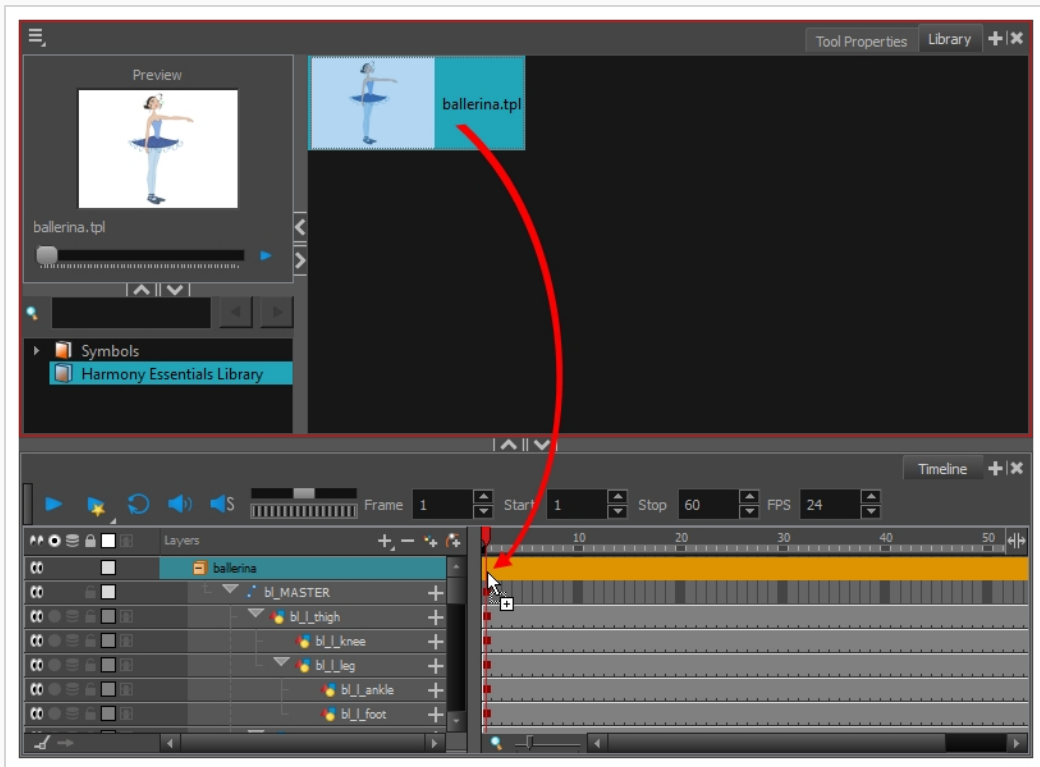 Tool Properties Library
Preview
ballerina.tpl
ballerina.tpl
Symbols
Harmony Essentials Library
Timeline
S Frame 1 Start 1 Stop 60 FPS 24
Layers 10 20 30 40 50
ballerina
bl_MASTER
bl_l_thigh
bl_l_knee
bl_l_leg
bl_l_ankle
bl_l_foot